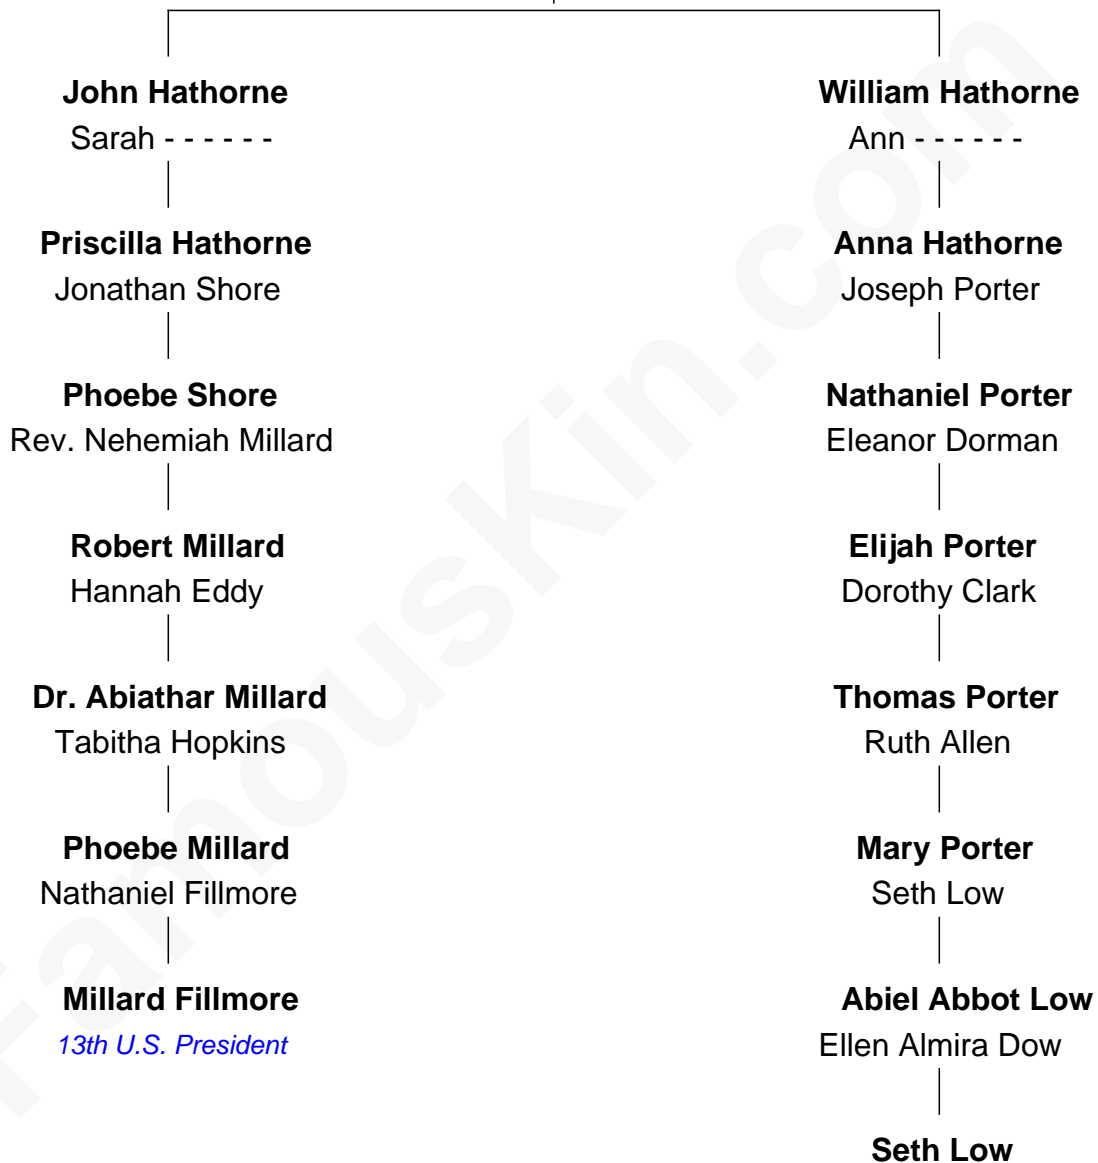 John Hathorne
Sarah - - - - - -
Priscilla Hathorne
Jonathan Shore
Phoebe Shore
Rev. Nehemiah Millard
Robert Millard
Hannah Eddy
Dr. Abiathar Millard
Tabitha Hopkins
Phoebe Millard
Nathaniel Fillmore
Millard Fillmore
13th U.S. President
William Hathorne
Ann - - - - - -
Anna Hathorne
Joseph Porter
Nathaniel Porter
Eleanor Dorman
Elijah Porter
Dorothy Clark
Thomas Porter
Ruth Allen
Mary Porter
Seth Low
Abiel Abbot Low
Ellen Almira Dow
Seth Low
FamousKin.com